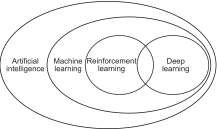 Artificial
intelligence
Machine
learning
Reinforcement
learning
Deep
learning